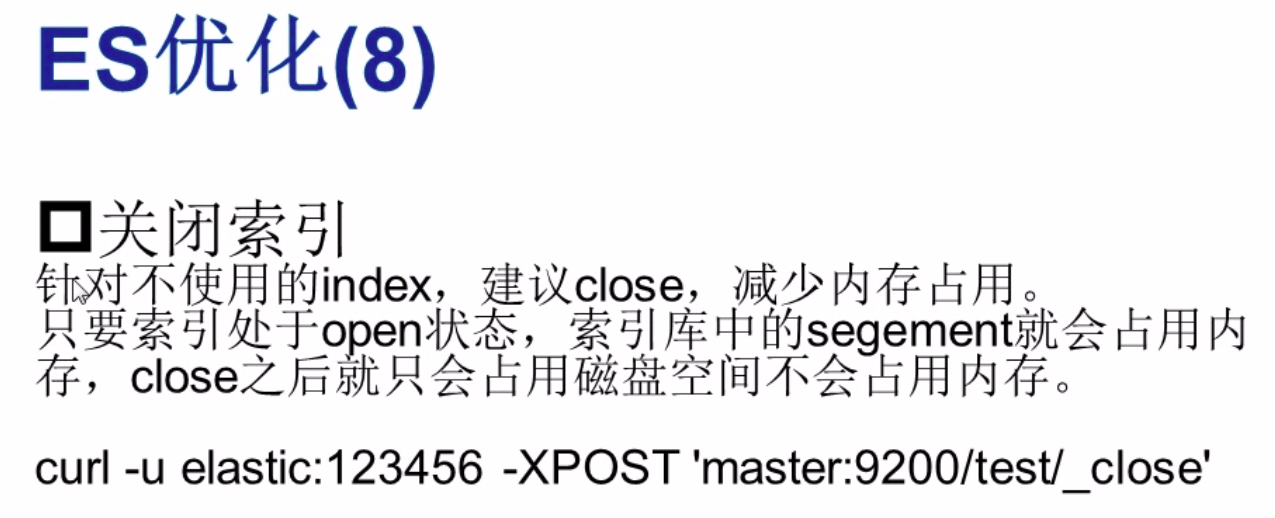 ES优化(8)
关闭索引
针对不使用的index，建议close，减少内存占用。
只要索引处于open状态，索引库中的segement就会占用内
存，close之后就只会占用磁盘空间不会占用内存。
curl -u elastic:123456 -XPOST 'master:9200/test/_close'